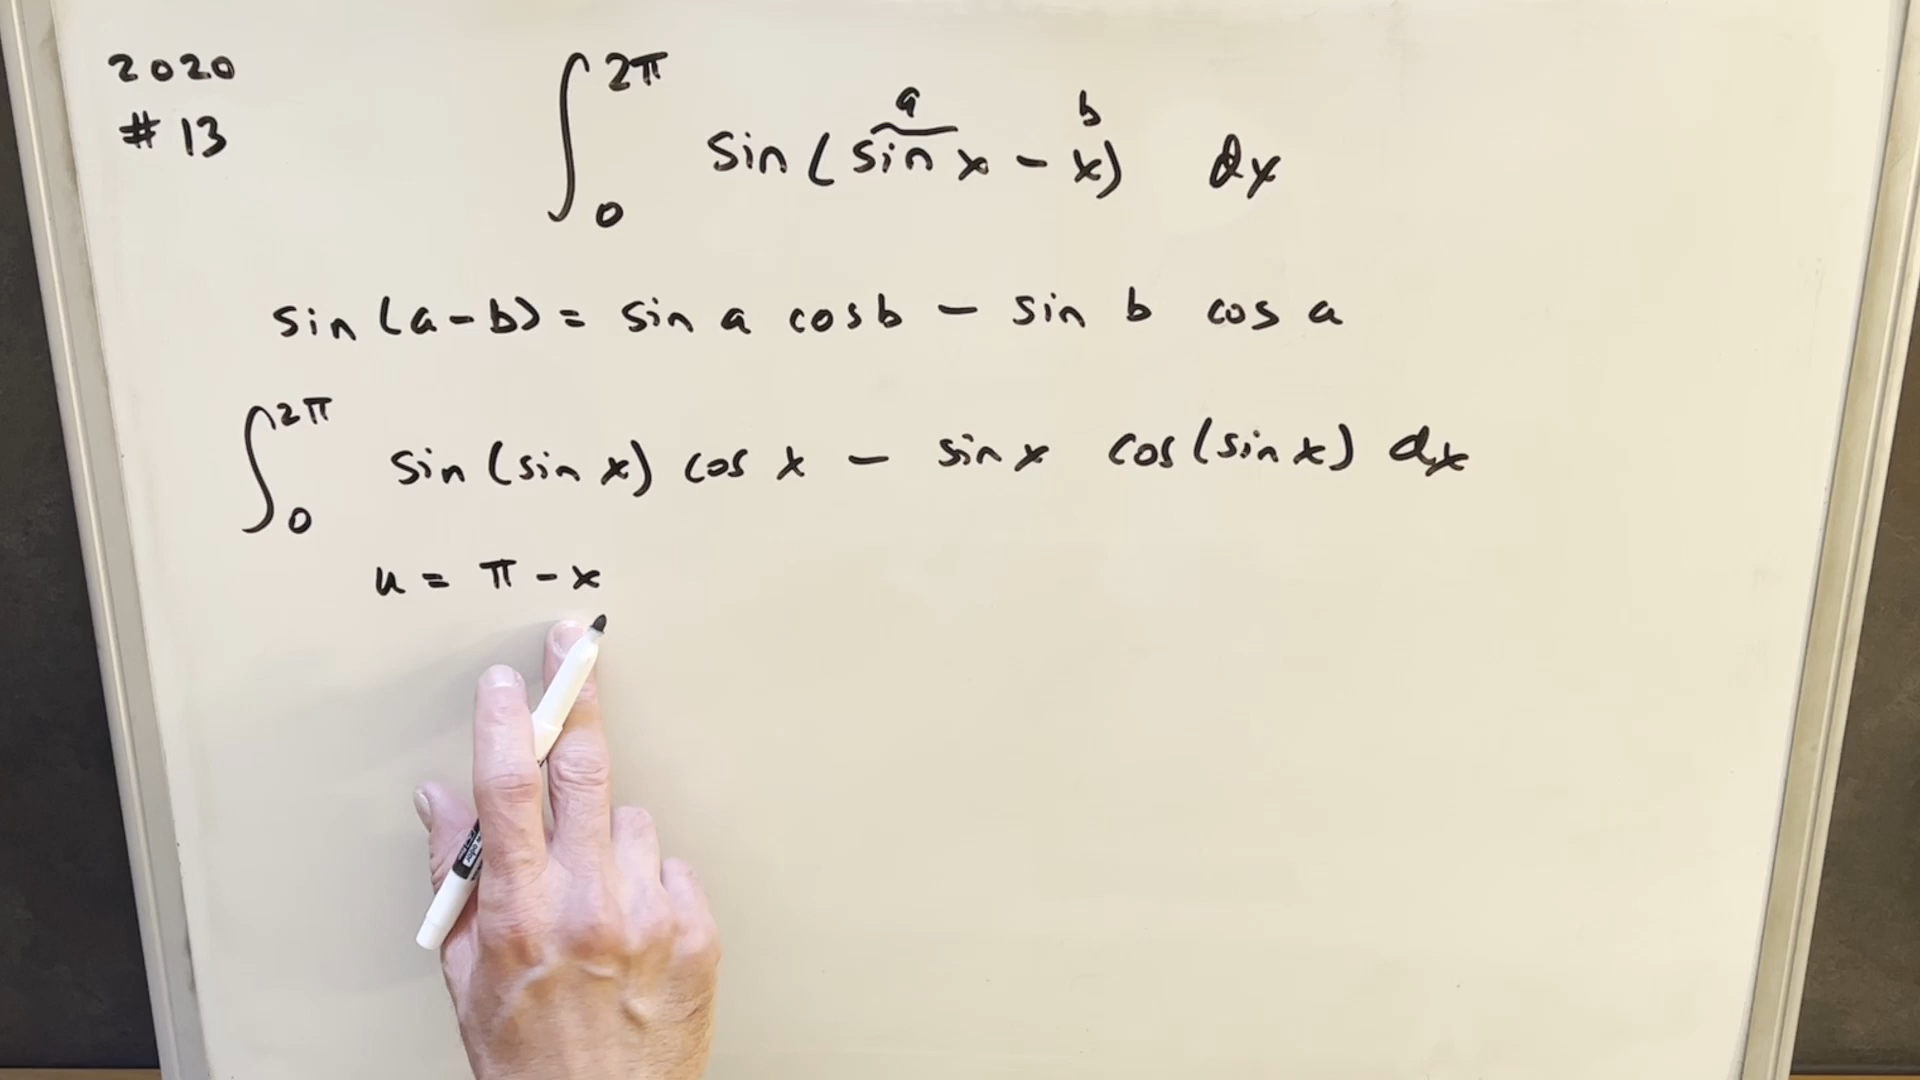 2020
# 13
∫₀^2π sin(sin x - x) dx
a b
sin(a-b) = sin a cos b - sin b cos a
∫₀^2π sin(sin x) cos x - sin x cos(sin x) dx
u = π - x